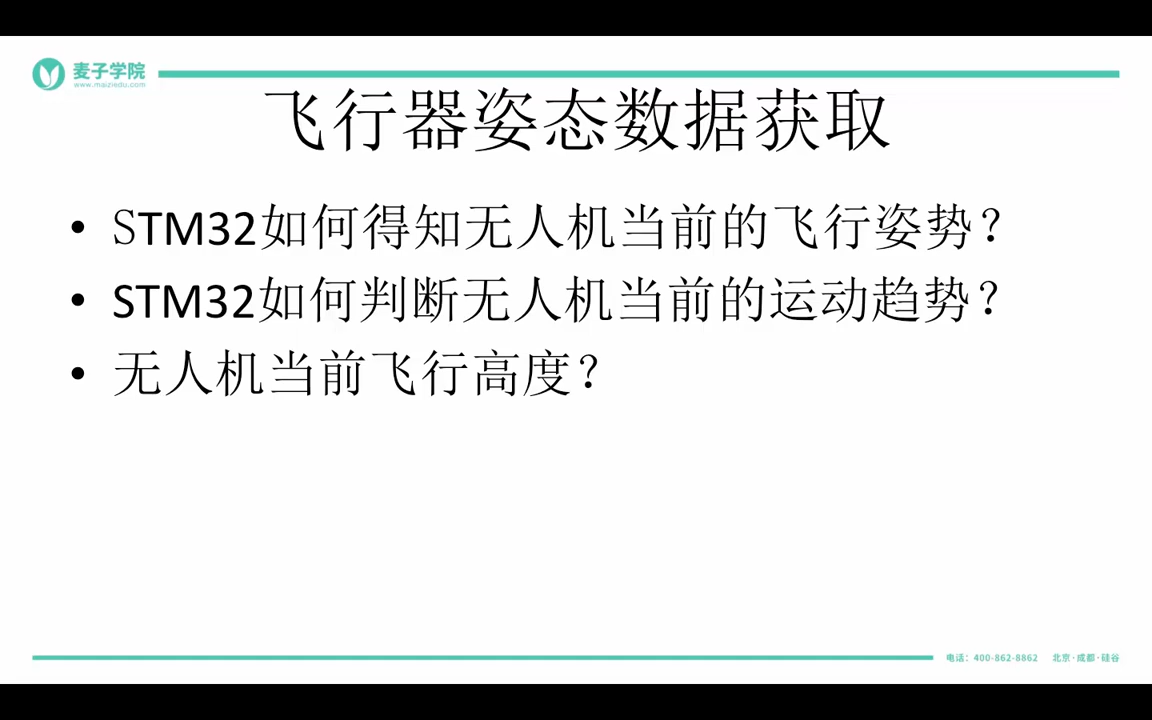 麦子学院
www.maiziedu.com
飞行器姿态数据获取
• STM32如何得知无人机当前的飞行姿势？
• STM32如何判断无人机当前的运动趋势？
• 无人机当前飞行高度？
电话：400-862-8862 北京·成都·硅谷